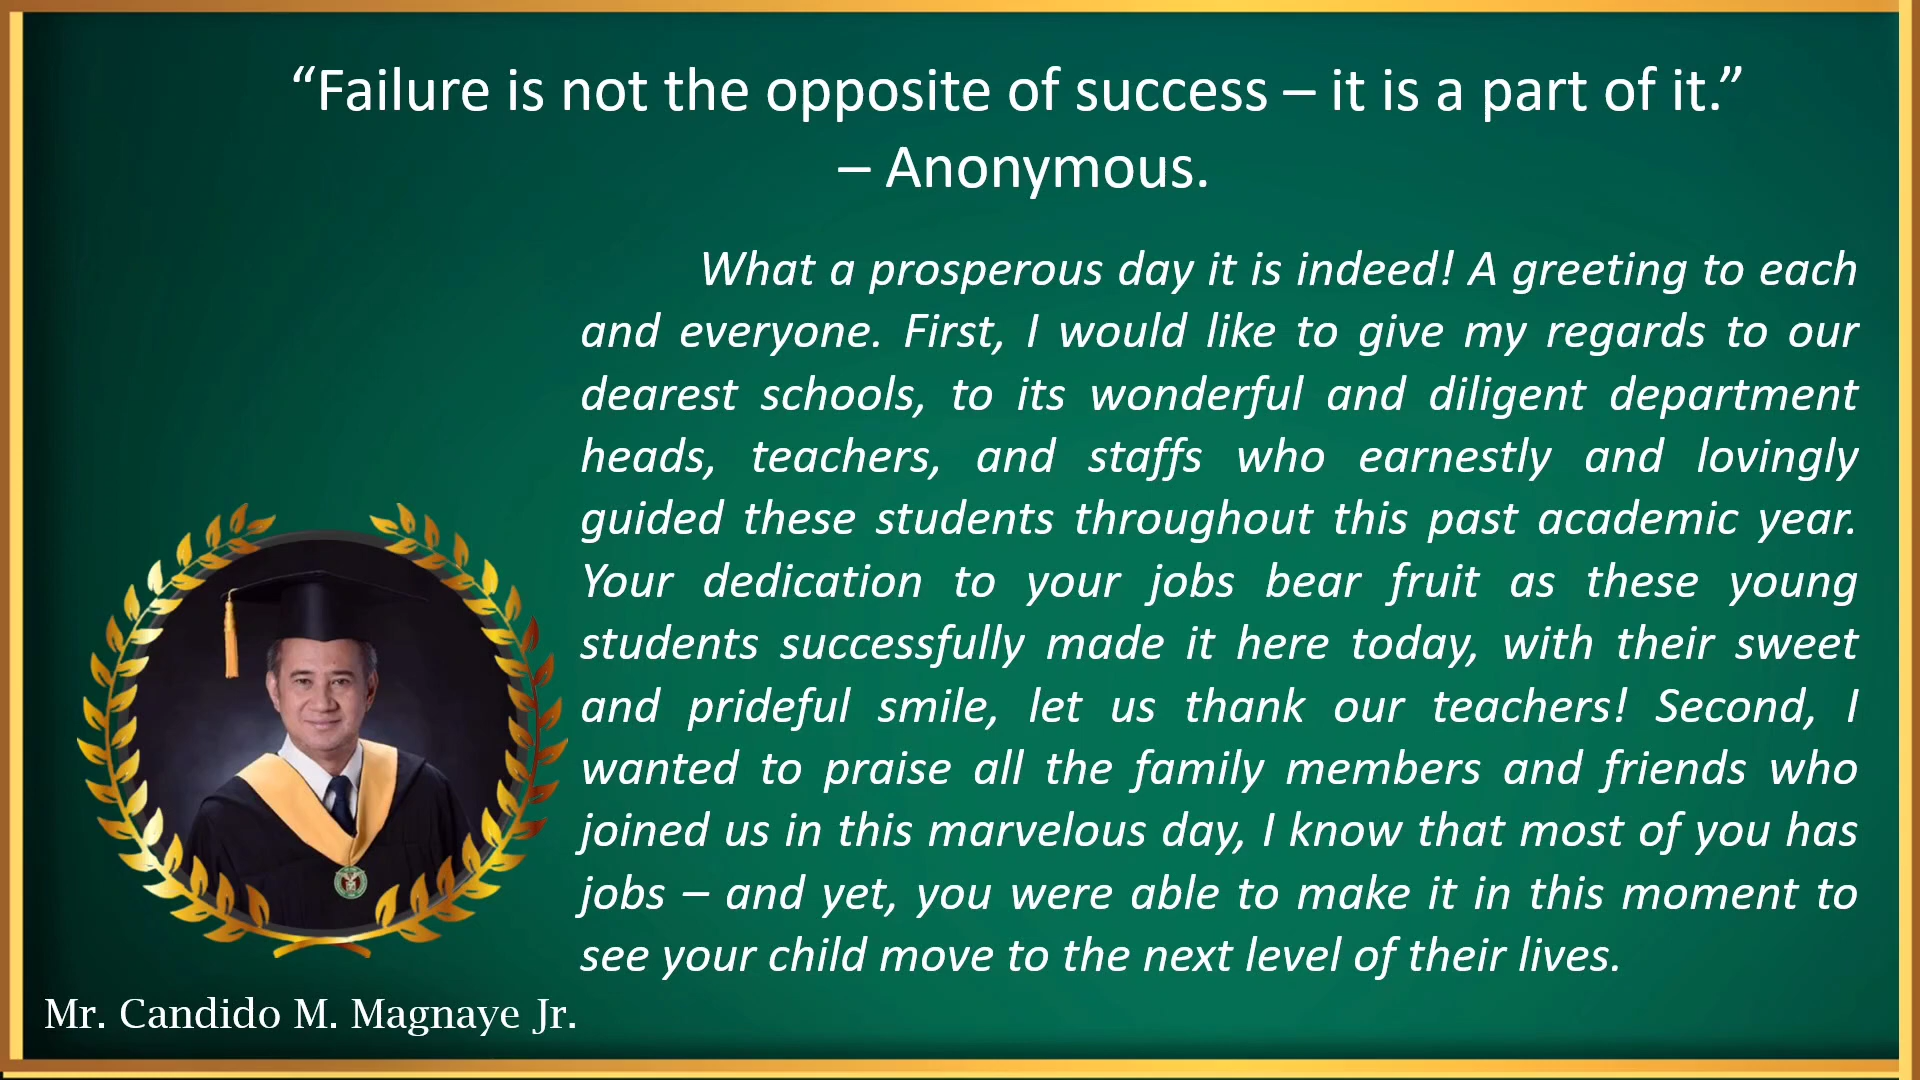 “Failure is not the opposite of success – it is a part of it.”
– Anonymous.
What a prosperous day it is indeed! A greeting to each
and everyone. First, I would like to give my regards to our
dearest schools, to its wonderful and diligent department
heads, teachers, and staffs who earnestly and lovingly
guided these students throughout this past academic year.
Your dedication to your jobs bear fruit as these young
students successfully made it here today, with their sweet
and prideful smile, let us thank our teachers! Second, I
wanted to praise all the family members and friends who
joined us in this marvelous day, I know that most of you has
jobs – and yet, you were able to make it in this moment to
see your child move to the next level of their lives.
Mr. Candido M. Magnaye Jr.